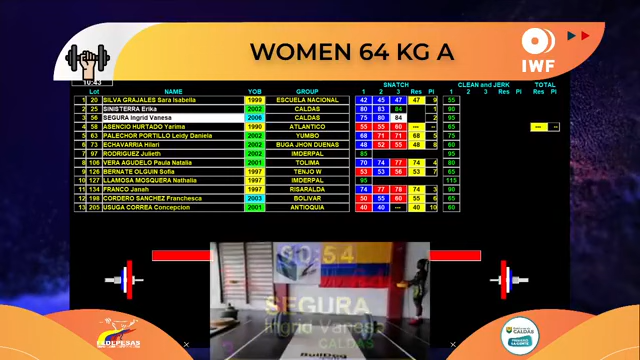 WOMEN 64 KG A
IWF
10:43
SNATCH CLEAN and JERK TOTAL
Lot NAME YOB GROUP 1 2 3 Res Pl 1 2 3 Res Pl Res Pl
1 20 SILVA GRAJALES Sara Isabella 1999 ESCUELA NACIONAL 42 45 47 47 9 55
2 25 SINISTERRA Erika 2002 CALDAS 80 83 84 1 90
3 56 SEGURA Ingrid Vanesa 2006 CALDAS 75 80 84 2 95
4 58 ASENCIO HURTADO Yarima 1990 ATLANTICO 55 55 60 --- -- 60 --- --
5 63 PALECHOR PORTILLO Leidy Daniela 2002 YUMBO 68 71 71 68 5 75
6 73 ECHAVARRIA Hilari 2002 BUGA JHON DUENAS 48 52 55 48 8 60
7 97 RODRIGUEZ Julieth 2002 IMDERPAL 85 85
8 106 VERA AGUDELO Paula Natalia 2001 TOLIMA 70 74 77 74 4 80
9 126 BERNATE OLGUIN Sofia 1997 TENJO W 53 53 56 53 7 65
10 127 LLAMOSA MOSQUERA Nathalia 1997 IMDERPAL 95 115
11 134 FRANCO Janah 1997 RISARALDA 74 77 78 74 3 90
12 198 CORDERO SANCHEZ Franchesca 2003 BOLIVAR 50 55 60 55 6 65
13 205 USUGA CORREA Concepcion 2001 ANTIOQUIA 40 40 --- 40 10 60
SEGURA
Ingrid Vanesa
CALDAS
FEDEPESAS
CALDAS